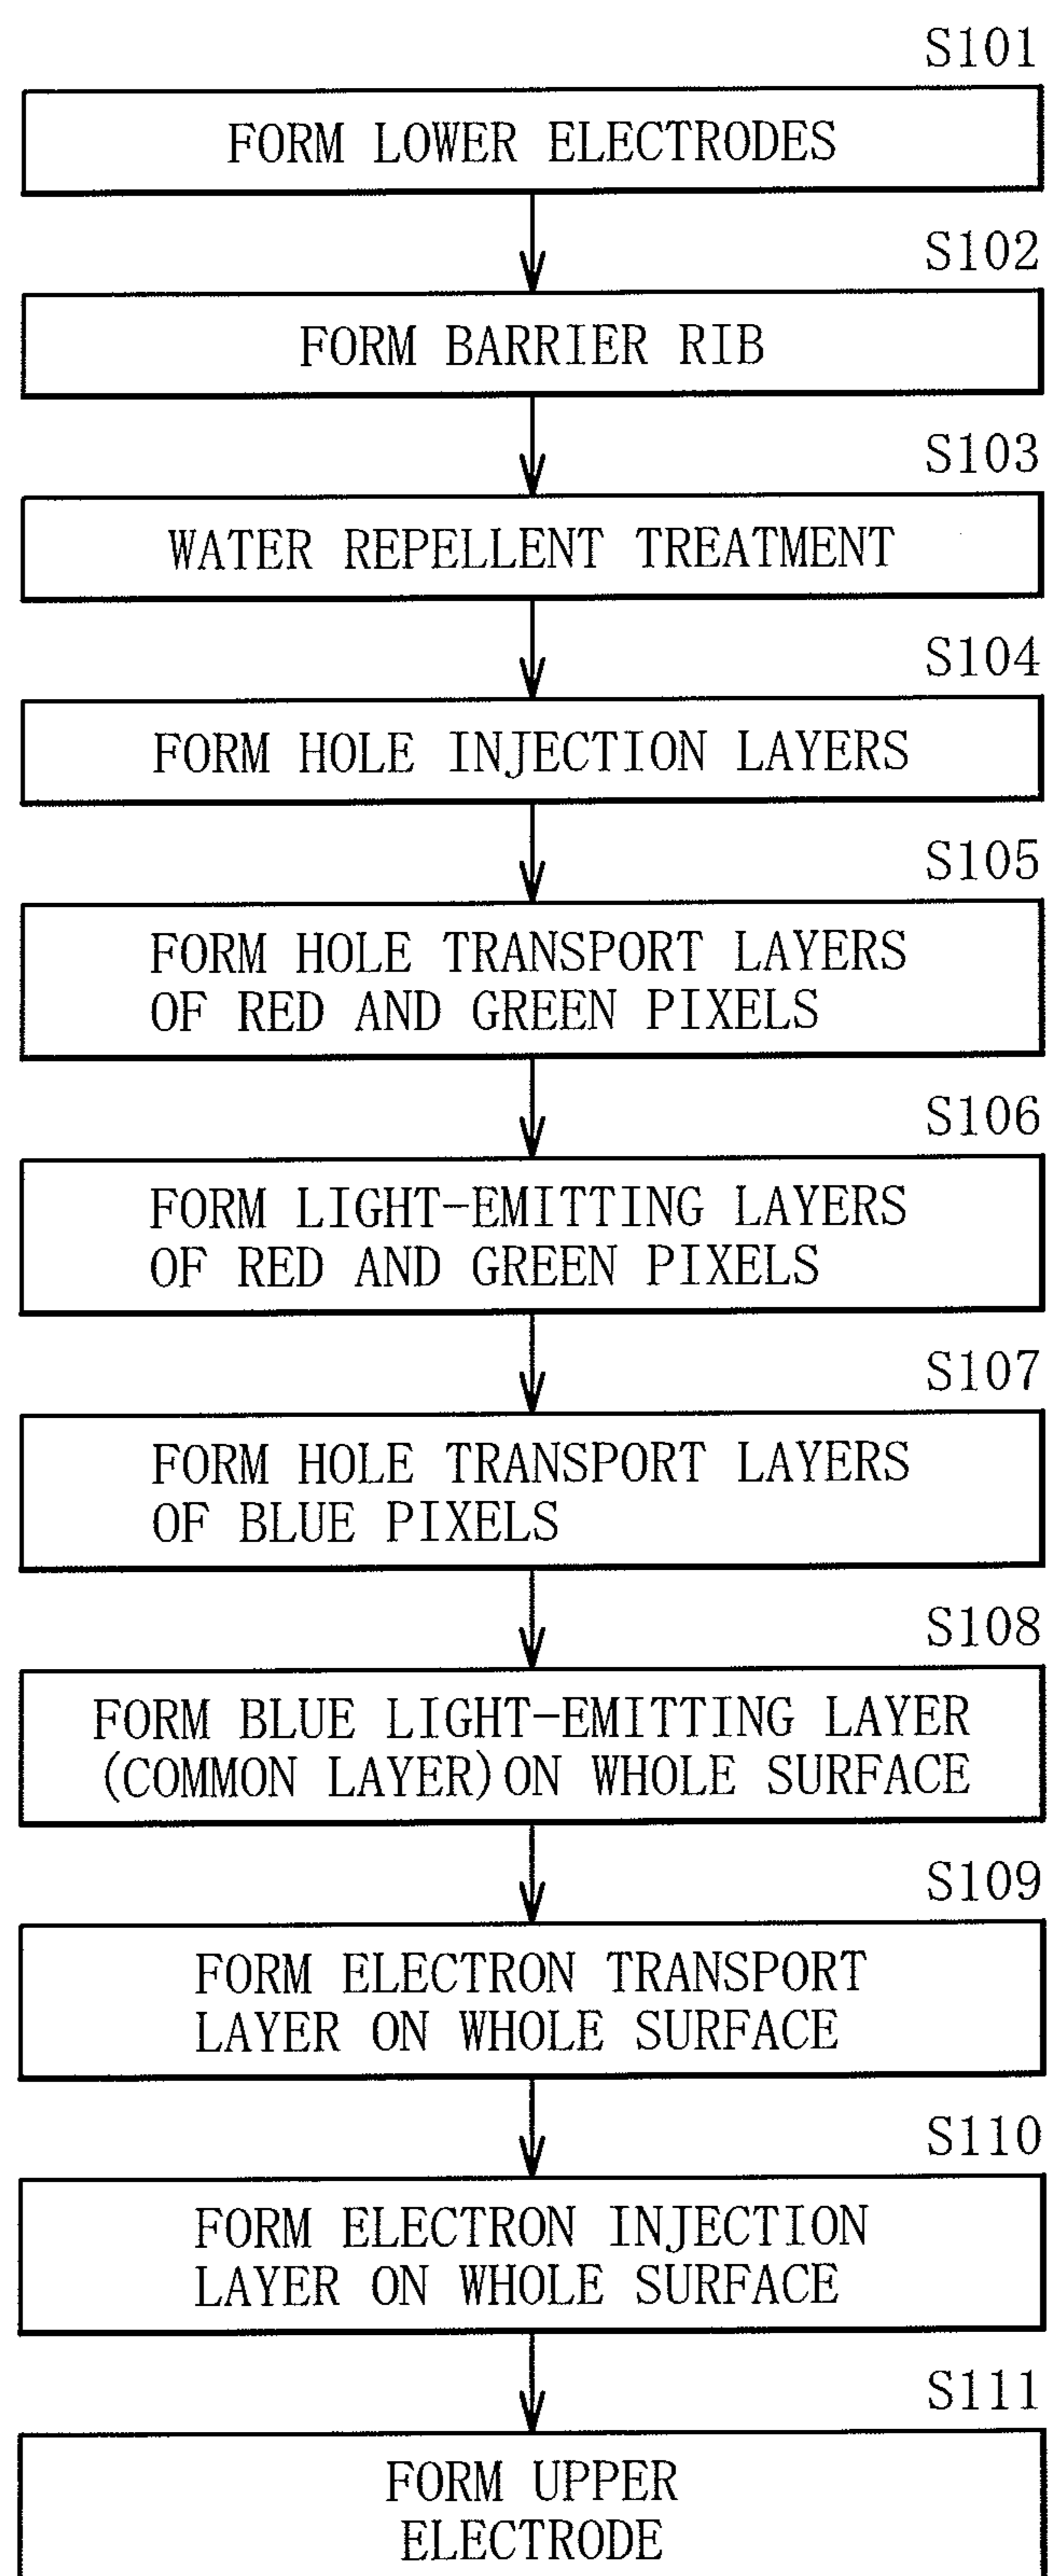 S101
FORM LOWER ELECTRODES
S102
FORM BARRIER RIB
S103
WATER REPELLENT TREATMENT
S104
FORM HOLE INJECTION LAYERS
S105
FORM HOLE TRANSPORT LAYERS
OF RED AND GREEN PIXELS
S106
FORM LIGHT-EMITTING LAYERS
OF RED AND GREEN PIXELS
S107
FORM HOLE TRANSPORT LAYERS
OF BLUE PIXELS
S108
FORM BLUE LIGHT-EMITTING LAYER
(COMMON LAYER) ON WHOLE SURFACE
S109
FORM ELECTRON TRANSPORT
LAYER ON WHOLE SURFACE
S110
FORM ELECTRON INJECTION
LAYER ON WHOLE SURFACE
S111
FORM UPPER
ELECTRODE